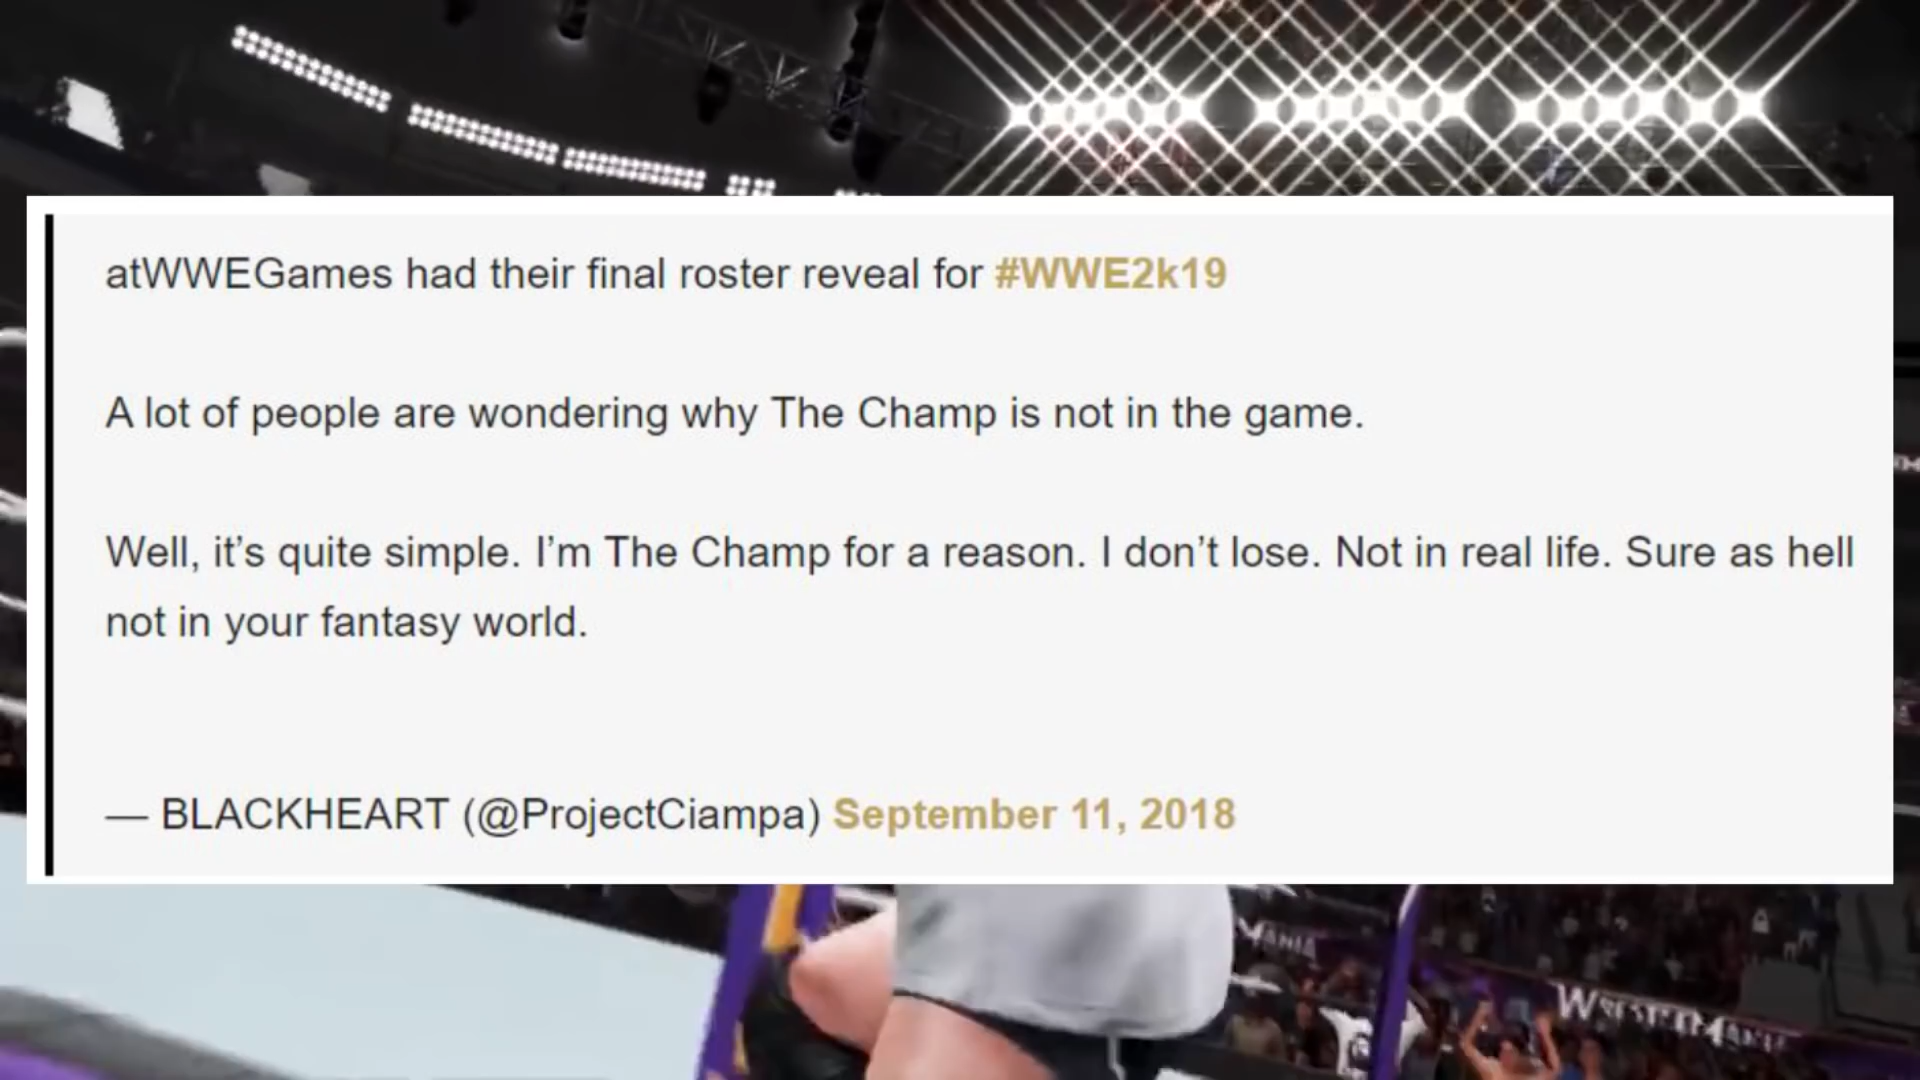 atWWEGames had their final roster reveal for #WWE2k19
A lot of people are wondering why The Champ is not in the game.
Well, it’s quite simple. I’m The Champ for a reason. I don’t lose. Not in real life. Sure as hell
not in your fantasy world.
— BLACKHEART (@ProjectCiampa) September 11, 2018
MANIA
WRESTLEMANIA